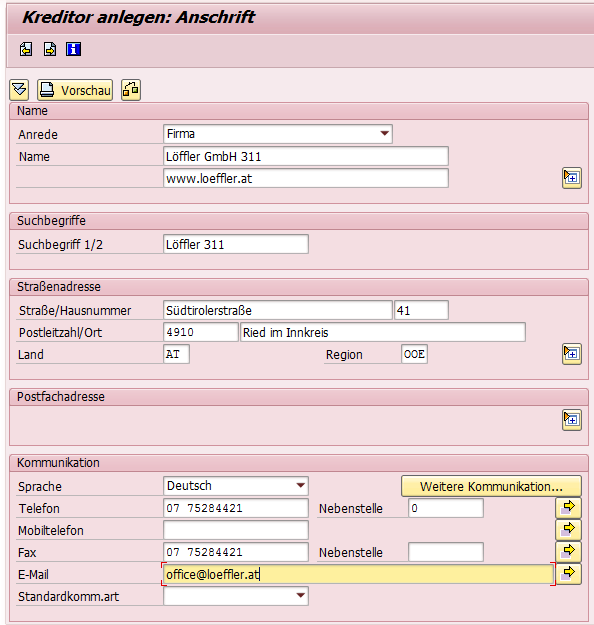 Kreditor anlegen: Anschrift
Vorschau
Name
Anrede Firma
Name Löffler GmbH 311
www.loeffler.at
Suchbegriffe
Suchbegriff 1/2 Löffler 311
Straßenadresse
Straße/Hausnummer Südtirolerstraße 41
Postleitzahl/Ort 4910 Ried im Innkreis
Land AT Region OOE
Postfachadresse
Kommunikation
Sprache Deutsch Weitere Kommunikation...
Telefon 07 75284421 Nebenstelle 0
Mobiltelefon
Fax 07 75284421 Nebenstelle
E-Mail office@loeffler.at
Standardkomm.art